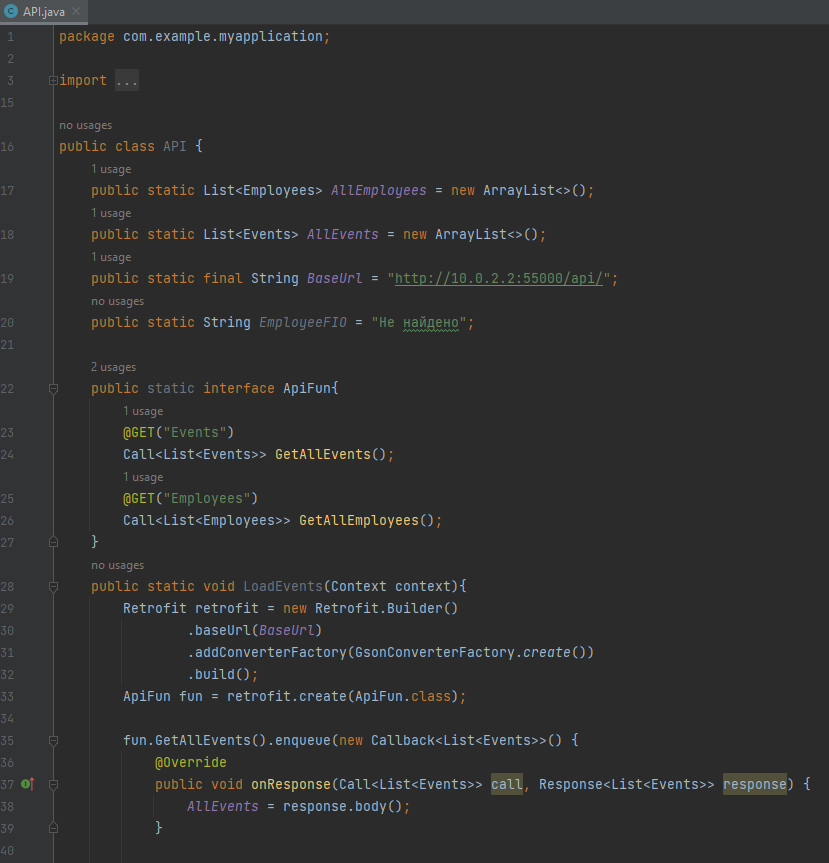 API.java
1 package com.example.myapplication;
2
3 import ...
15
no usages
16 public class API {
1 usage
17 public static List<Employees> AllEmployees = new ArrayList<>();
1 usage
18 public static List<Events> AllEvents = new ArrayList<>();
1 usage
19 public static final String BaseUrl = "http://10.0.2.2:55000/api/";
no usages
20 public static String EmployeeFIO = "Не найдено";
21
2 usages
22 public static interface ApiFun{
1 usage
23 @GET("Events")
24 Call<List<Events>> GetAllEvents();
1 usage
25 @GET("Employees")
26 Call<List<Employees>> GetAllEmployees();
27 }
no usages
28 public static void LoadEvents(Context context){
29 Retrofit retrofit = new Retrofit.Builder()
30 .baseUrl(BaseUrl)
31 .addConverterFactory(GsonConverterFactory.create())
32 .build();
33 ApiFun fun = retrofit.create(ApiFun.class);
34
35 fun.GetAllEvents().enqueue(new Callback<List<Events>>() {
36 @Override
37 public void onResponse(Call<List<Events>> call, Response<List<Events>> response) {
38 AllEvents = response.body();
39 }
40